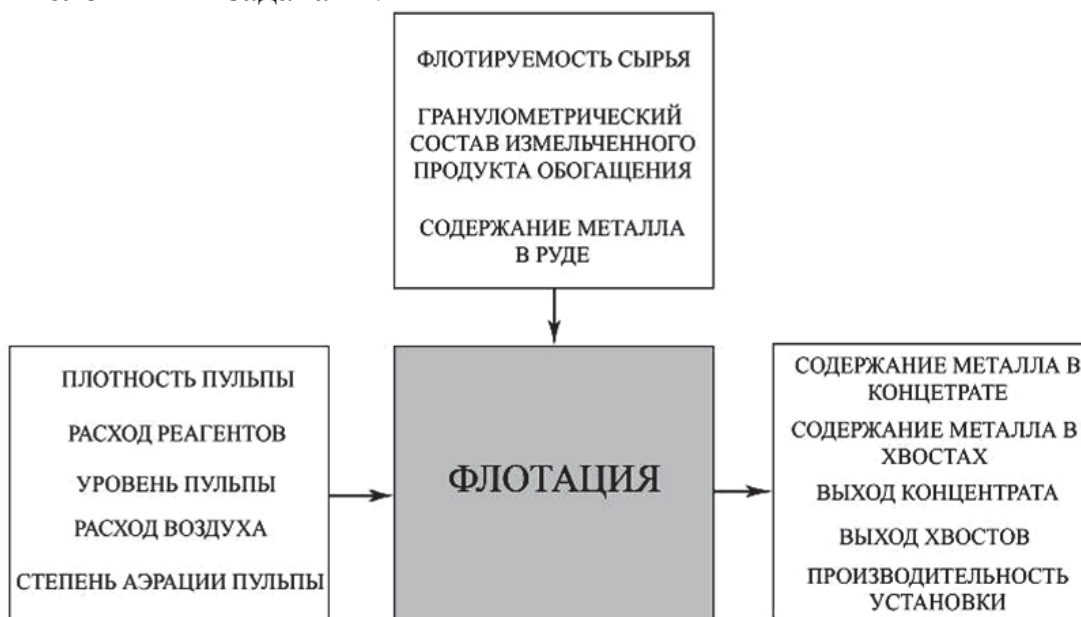 ФЛОТИРУЕМОСТЬ СЫРЬЯ
ГРАНУЛОМЕТРИЧЕСКИЙ
СОСТАВ ИЗМЕЛЬЧЕННОГО
ПРОДУКТА ОБОГАЩЕНИЯ
СОДЕРЖАНИЕ МЕТАЛЛА
В РУДЕ
ПЛОТНОСТЬ ПУЛЬПЫ
РАСХОД РЕАГЕНТОВ
УРОВЕНЬ ПУЛЬПЫ
РАСХОД ВОЗДУХА
СТЕПЕНЬ АЭРАЦИИ ПУЛЬПЫ
ФЛОТАЦИЯ
СОДЕРЖАНИЕ МЕТАЛЛА В
КОНЦЕТРАТЕ
СОДЕРЖАНИЕ МЕТАЛЛА В
ХВОСТАХ
ВЫХОД КОНЦЕНТРАТА
ВЫХОД ХВОСТОВ
ПРОИЗВОДИТЕЛЬНОСТЬ
УСТАНОВКИ